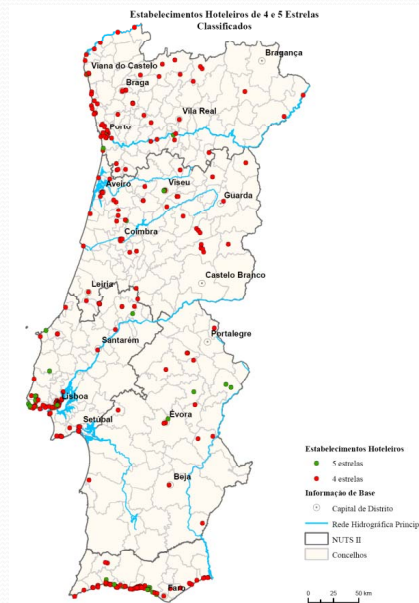 Estabelecimentos Hoteleiros de 4 e 5 Estrelas
Classificados
Bragança
Viana do Castelo
Braga
Vila Real
Porto
Aveiro
Viseu
Guarda
Coimbra
Castelo Branco
Leiria
Portalegre
Santarém
Lisboa
Setúbal
Évora
Beja
Faro
Estabelecimentos Hoteleiros
5 estrelas
4 estrelas
Informação de Base
Capital de Distrito
Rede Hidrográfica Princip
NUTS II
Concelhos
0 25 50 km